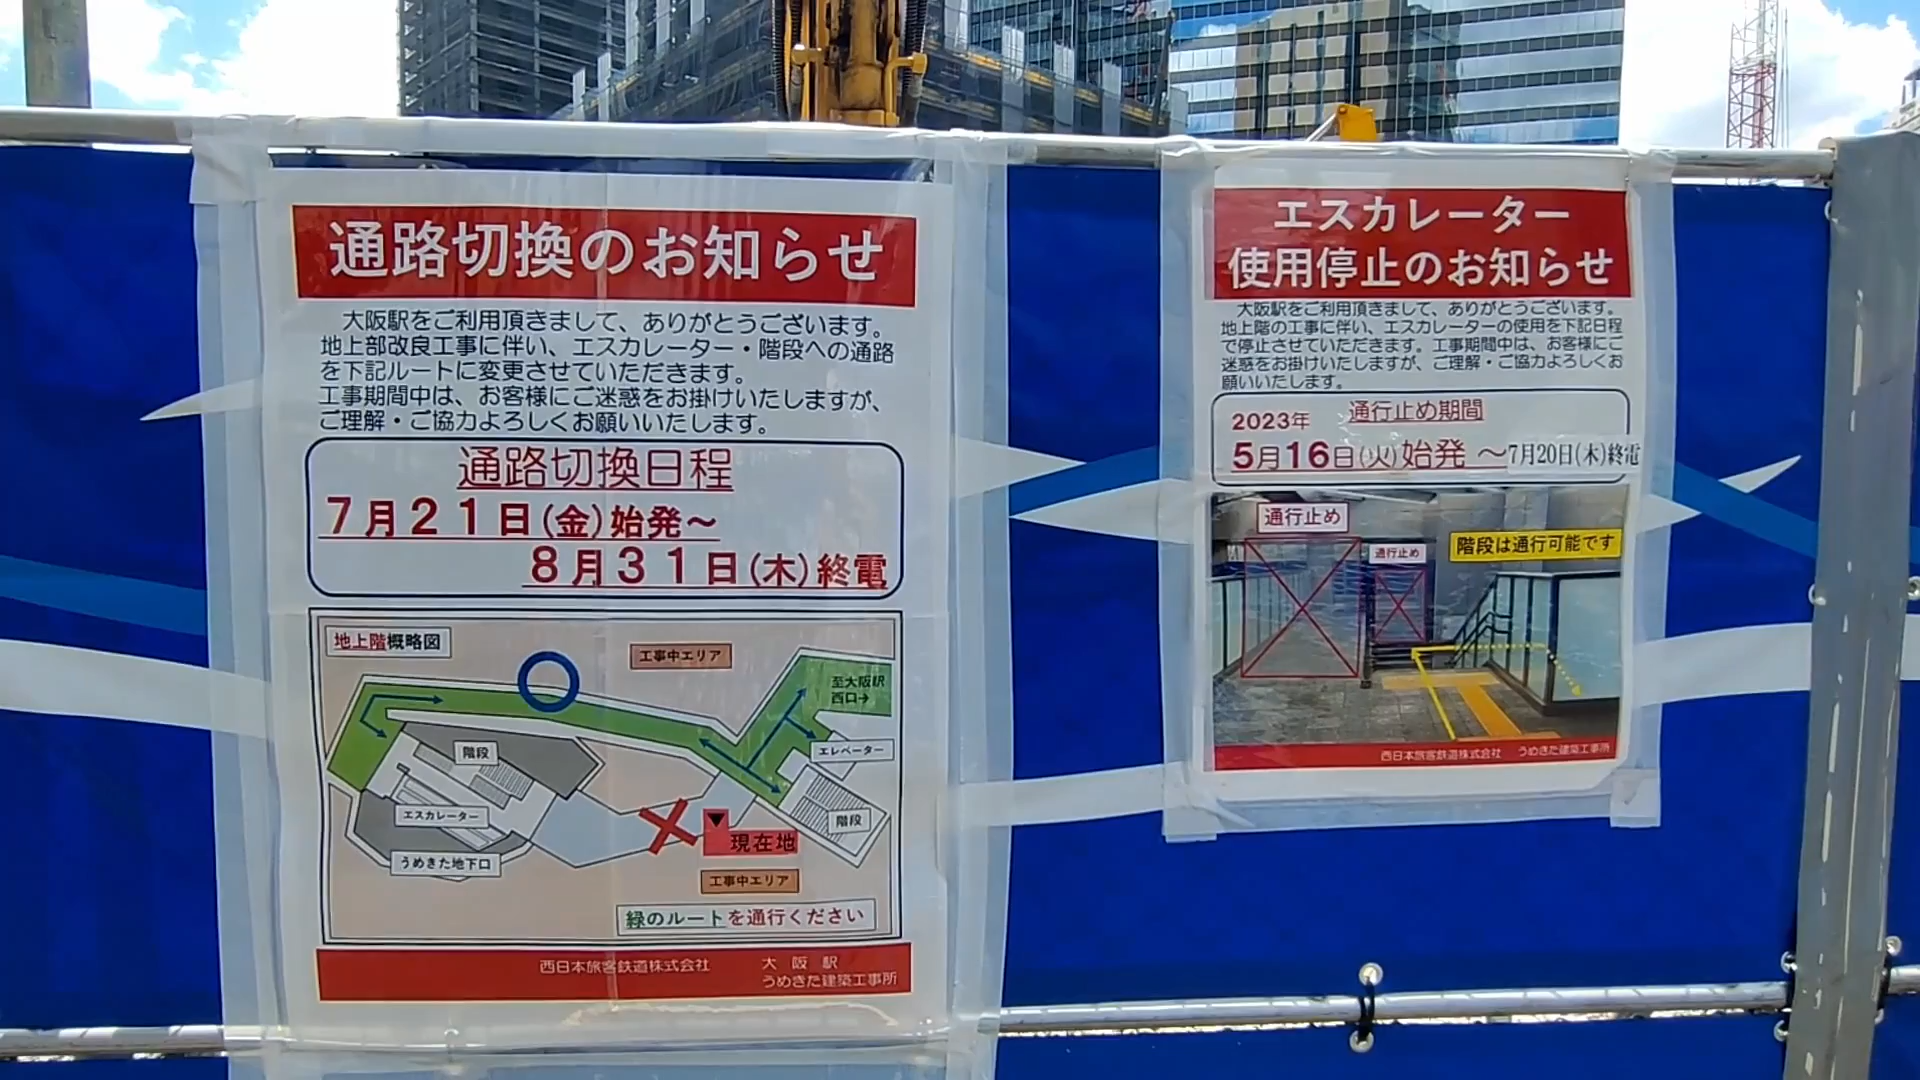 通路切換のお知らせ
大阪駅をご利用頂きまして、ありがとうございます。
地上部改良工事に伴い、エスカレーター・階段への通路
を下記ルートに変更させていただきます。
工事期間中は、お客様にご迷惑をお掛けいたしますが、
ご理解・ご協力よろしくお願いいたします。
通路切換日程
7月21日(金)始発～
8月31日(木)終電
地上階概略図
工事中エリア
至大阪駅
西口→
エレベーター
階段
階段
エスカレーター
現在地
うめきた地下口
工事中エリア
緑のルートを通行ください
西日本旅客鉄道株式会社 大阪駅
うめきた建築工事所
エスカレーター
使用停止のお知らせ
大阪駅をご利用頂きまして、ありがとうございます。
地上階の工事に伴い、エスカレーターの使用を下記日程
で停止させていただきます。工事期間中は、お客様にご
迷惑をお掛けいたしますが、ご理解・ご協力よろしくお
願いいたします。
2023年 通行止め期間
5月16日(火)始発 ～7月20日(木)終電
通行止め
通行止め
階段は通行可能です
西日本旅客鉄道株式会社 うめきた建築工事所